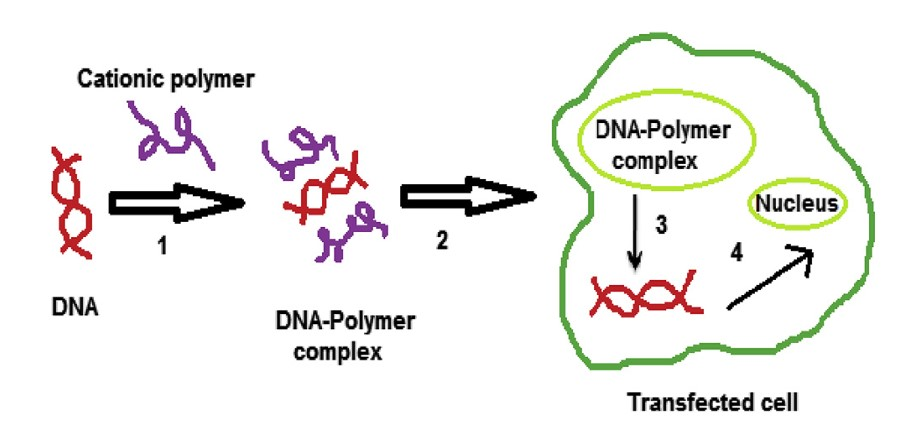 Cationic polymer
DNA
1
DNA-Polymer
complex
2
DNA-Polymer
complex
3
4
Nucleus
Transfected cell